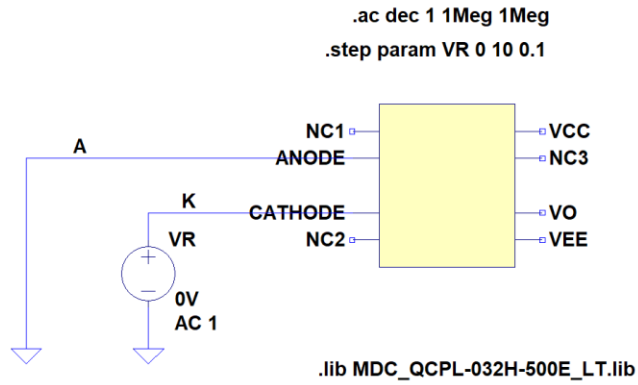 .ac dec 1 1Meg 1Meg
.step param VR 0 10 0.1
NC1 VCC
A ANODE NC3
K CATHODE VO
VR NC2 VEE
0V
AC 1
.lib MDC_QCPL-032H-500E_LT.lib